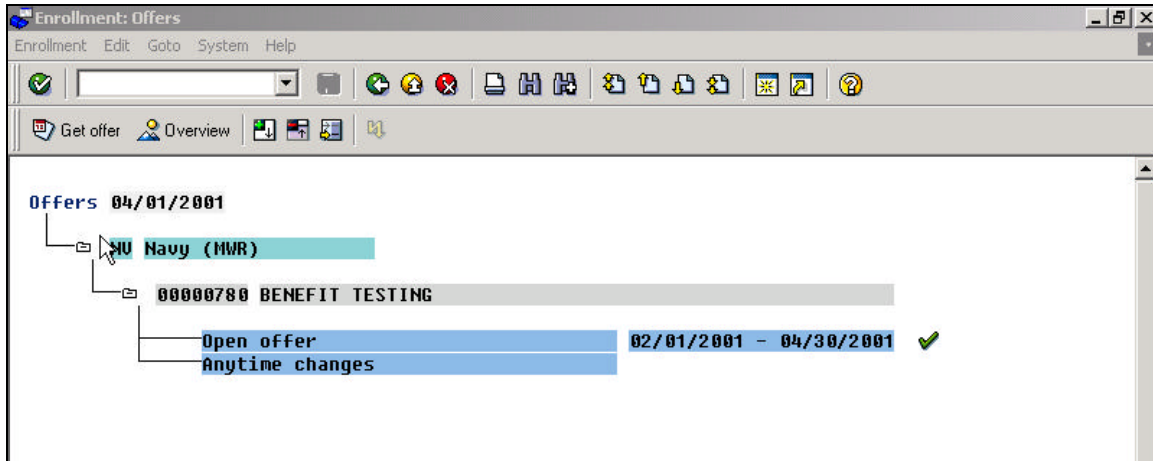 Enrollment: Offers
Enrollment Edit Goto System Help
Get offer Overview
Offers 04/01/2001
NV Navy (MWR)
00000780 BENEFIT TESTING
Open offer 02/01/2001 - 04/30/2001
Anytime changes